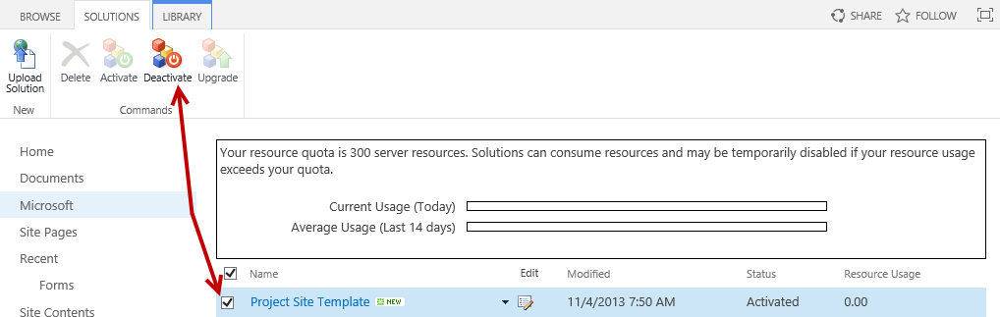 BROWSE SOLUTIONS LIBRARY SHARE FOLLOW
Upload
Solution
Delete Activate Deactivate Upgrade
New Commands
Home
Documents
Microsoft
Site Pages
Recent
Forms
Site Contents
Your resource quota is 300 server resources. Solutions can consume resources and may be temporarily disabled if your resource usage
exceeds your quota.
Current Usage (Today)
Average Usage (Last 14 days)
Name Edit Modified Status Resource Usage
Project Site Template NEW 11/4/2013 7:50 AM Activated 0.00